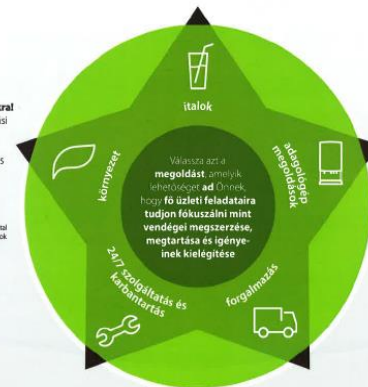 italok
környezet
adagológép
megoldások
Válassza azt a
megoldást, amelyik
lehetőséget ad Önnek,
hogy fő üzleti feladataira
tudjon fókuszálni mint
vendégei megszerzése,
megtartása és igénye-
inek kielégítése
24/7 szolgáltatás és
karbantartás
forgalmazás